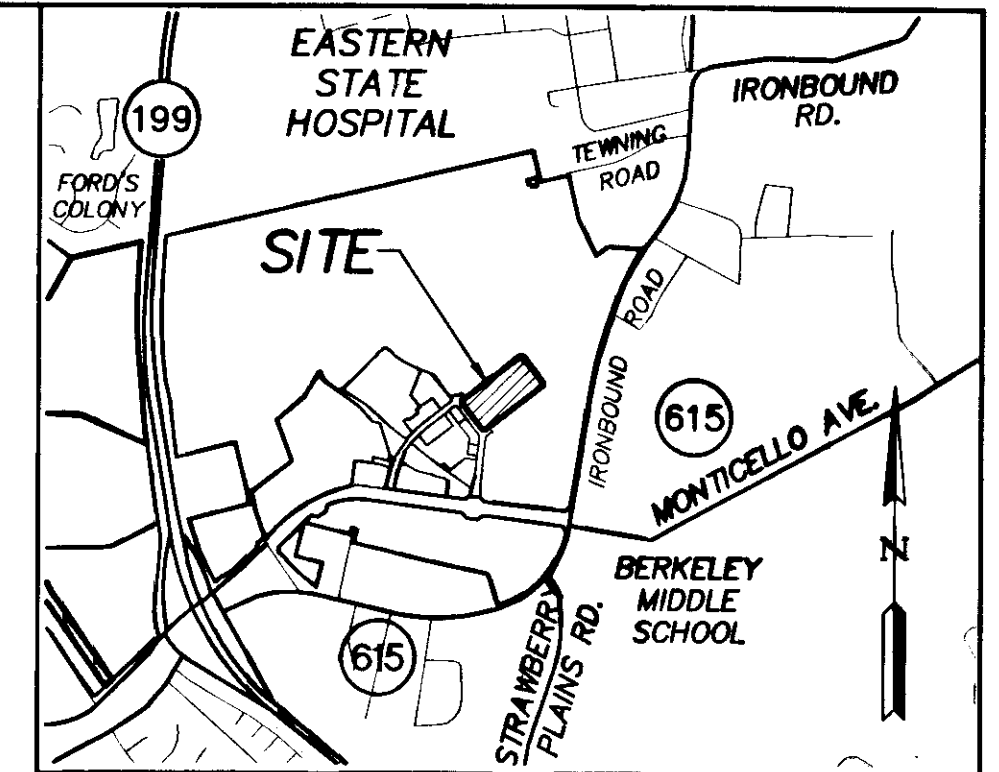 EASTERN
STATE
HOSPITAL
199
IRONBOUND
RD.
TEWNING
ROAD
FORD'S
COLONY
SITE
IRONBOUND ROAD
615
MONTICELLO AVE.
N
BERKELEY
MIDDLE
SCHOOL
615
STRAWBERRY
PLAINS RD.